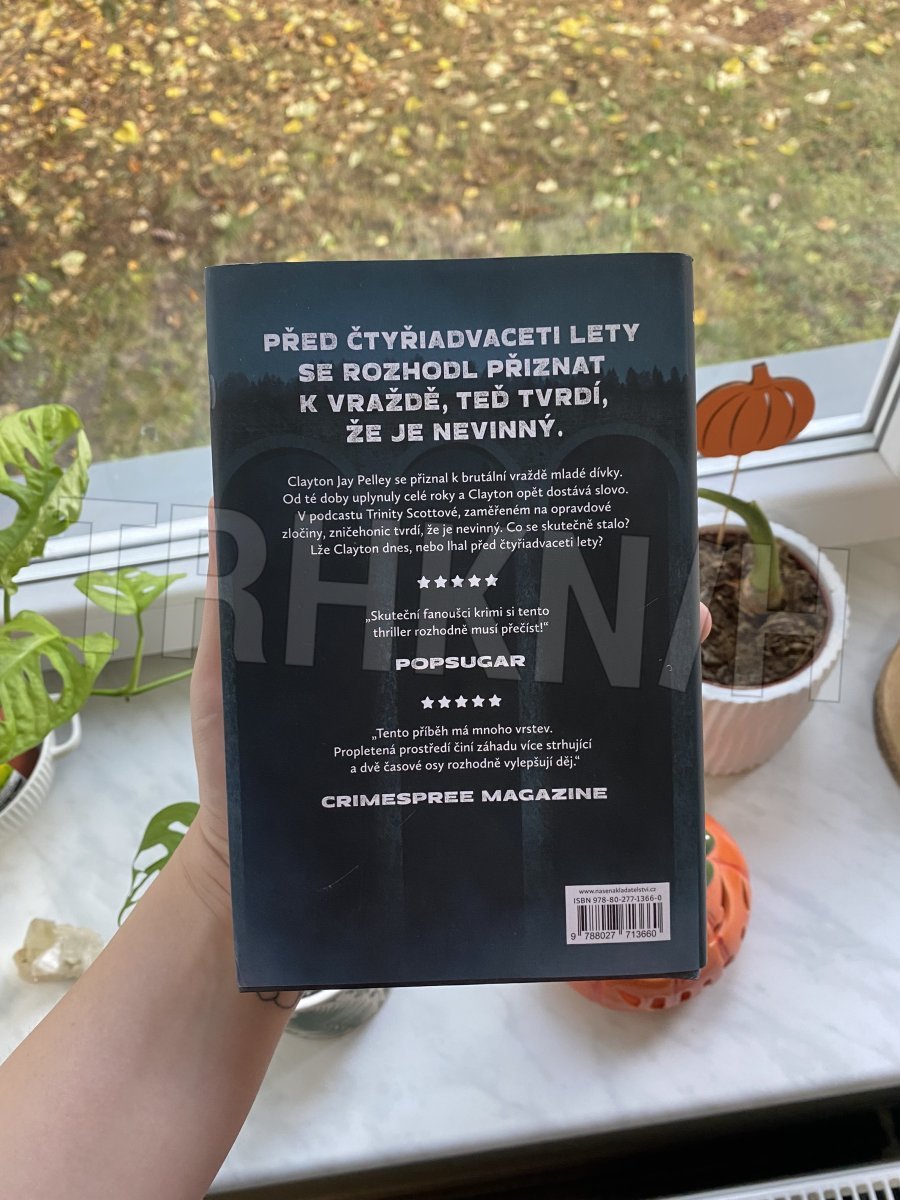 PŘED ČTYŘIADVACETI LETY
SE ROZHODL PŘIZNAT
K VRAŽDĚ, TEĎ TVRDÍ,
ŽE JE NEVINNÝ.
Clayton Jay Pelley se přiznal k brutální vraždě mladé dívky.
Od té doby uplynuly celé roky a Clayton opět dostává slovo.
V podcastu Trinity Scottové, zaměřeném na opravdové
zločiny, zničehonic tvrdí, že je nevinný. Co se skutečně stalo?
Lže Clayton dnes, nebo lhal před čtyřiadvaceti lety?
TRHKNIH
„Skuteční fanoušci krimi si tento
thriller rozhodně musí přečíst!“
POPSUGAR
„Tento příběh má mnoho vrstev.
Propletená prostředí činí záhadu více strhující
a dvě časové osy rozhodně vylepšují děj.“
CRIMESPREE MAGAZINE
www.nasenakladatelstvi.cz
ISBN 978-80-277-1366-0
9 788027 713660